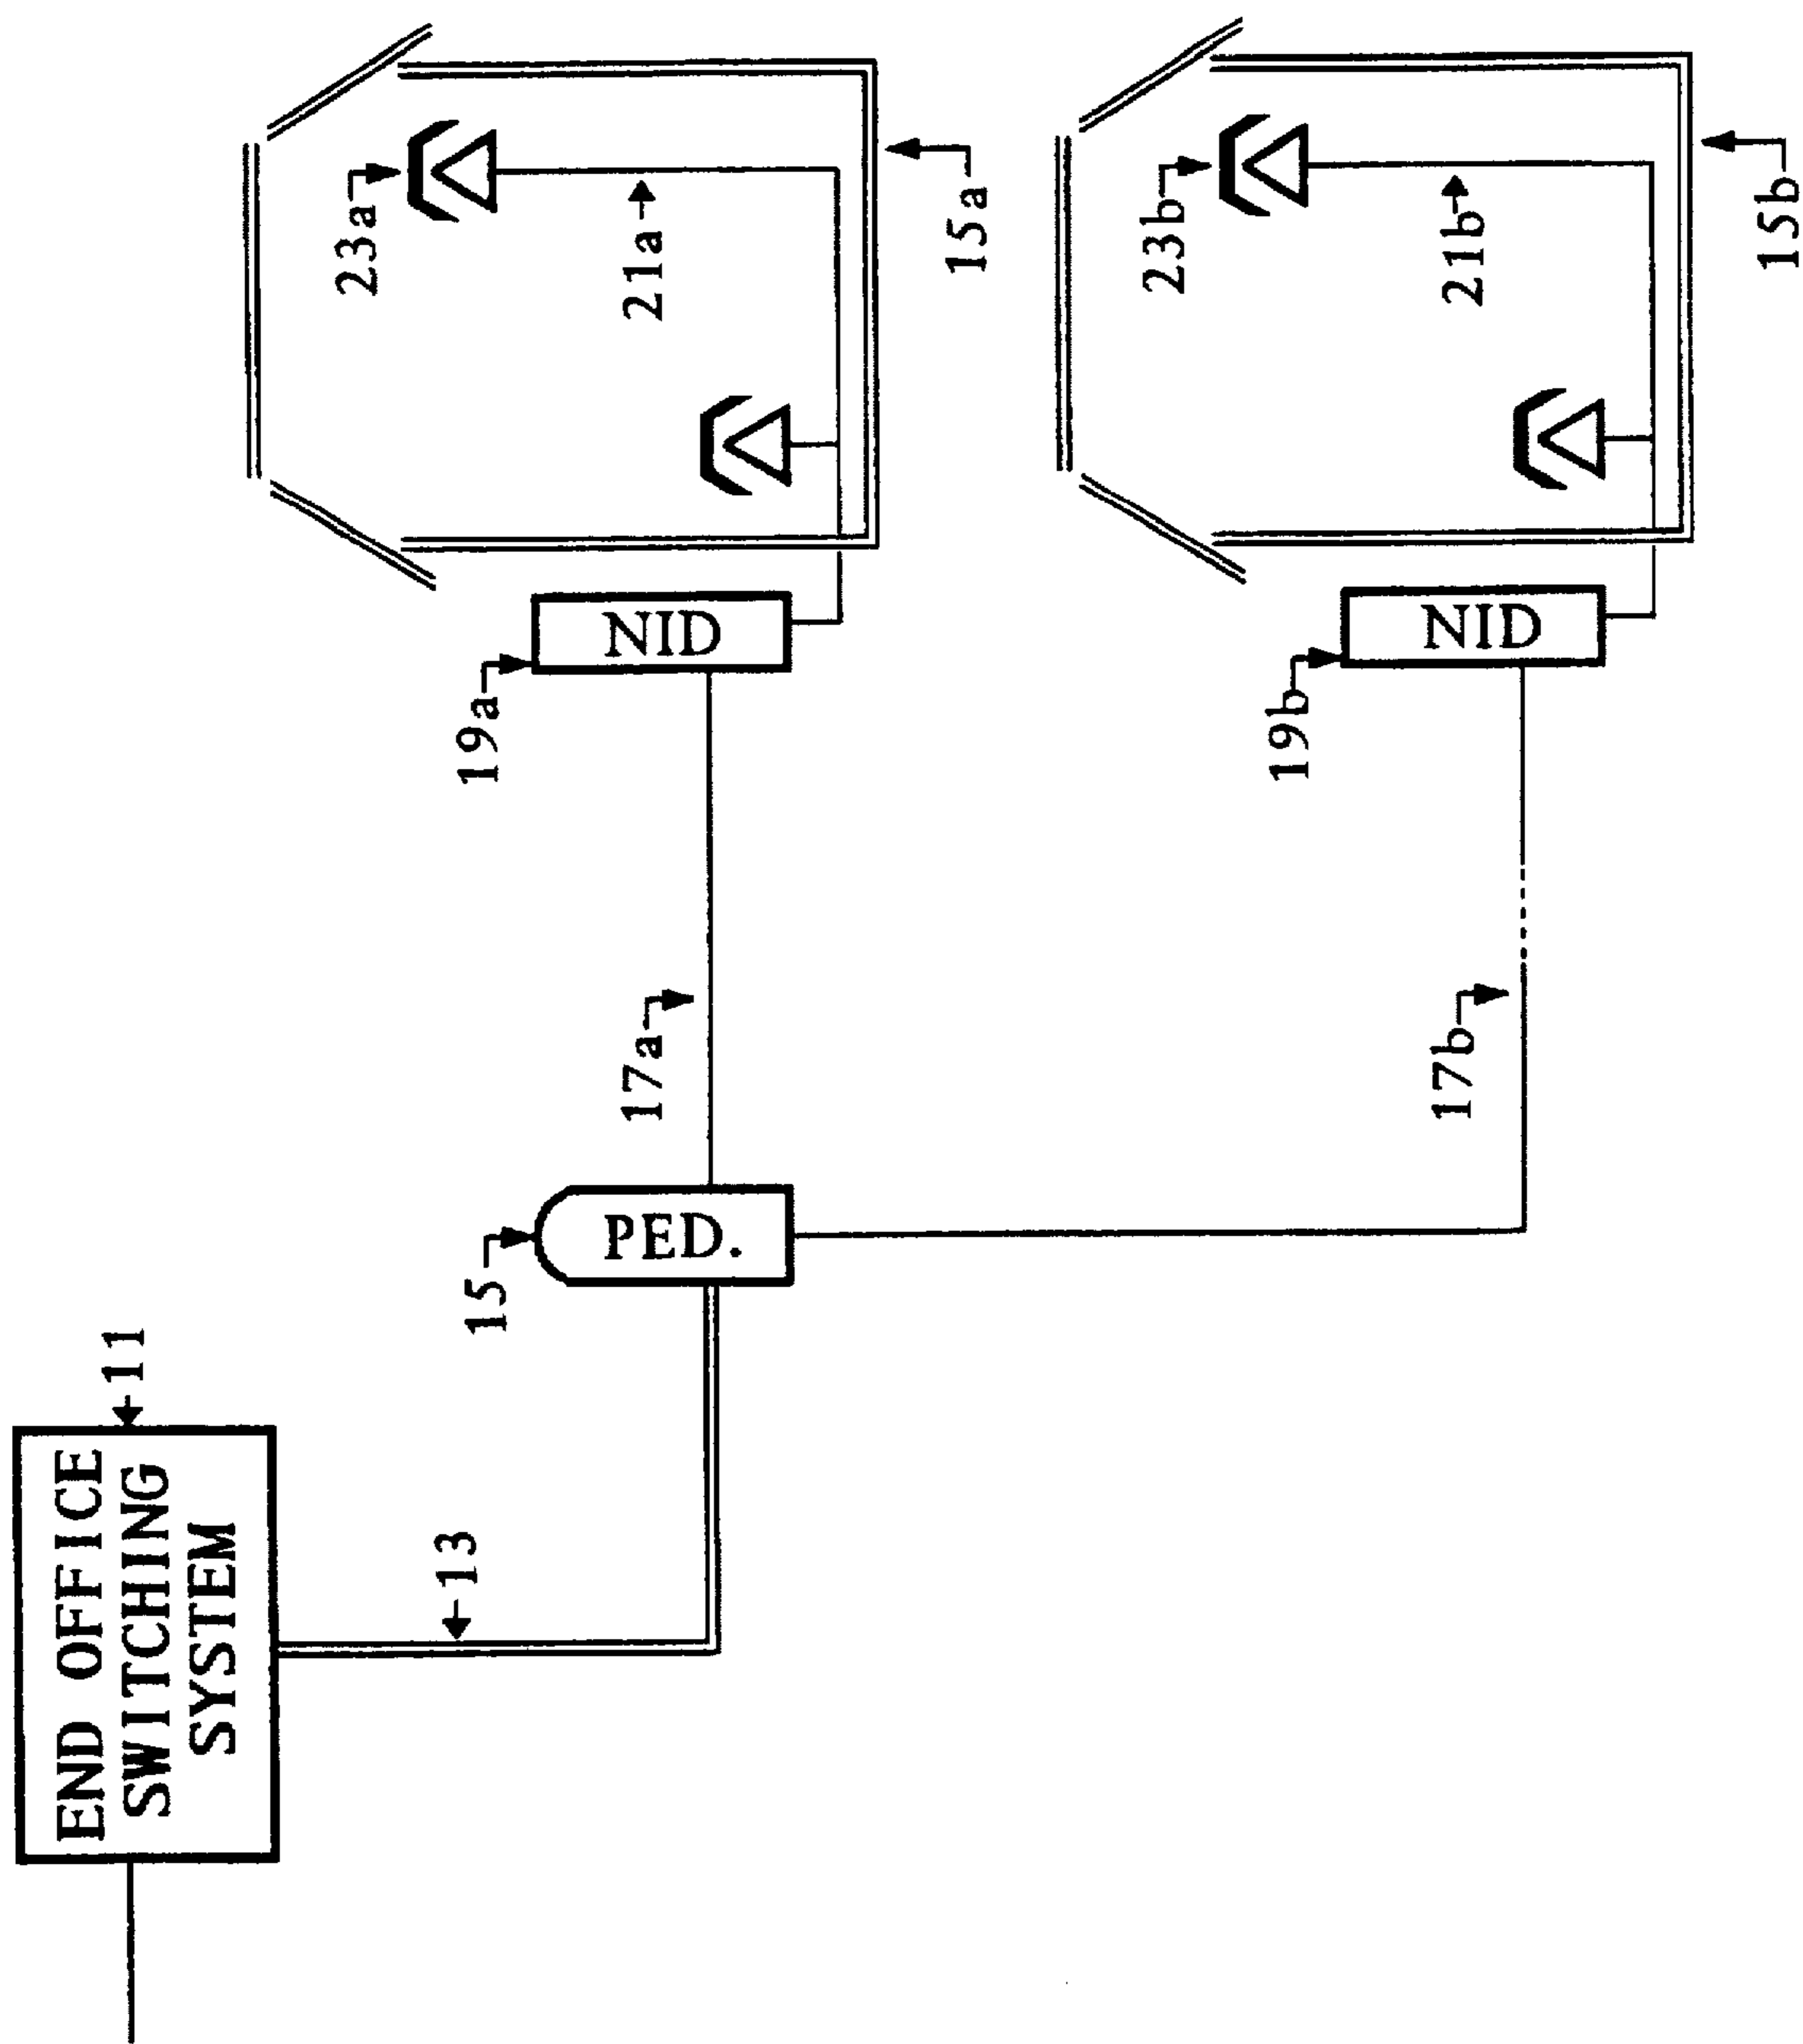 END OFFICE
SWITCHING
SYSTEM
11
13
15
PED.
17a
19a
NID
23a
21a
15a
17b
19b
NID
23b
21b
15b